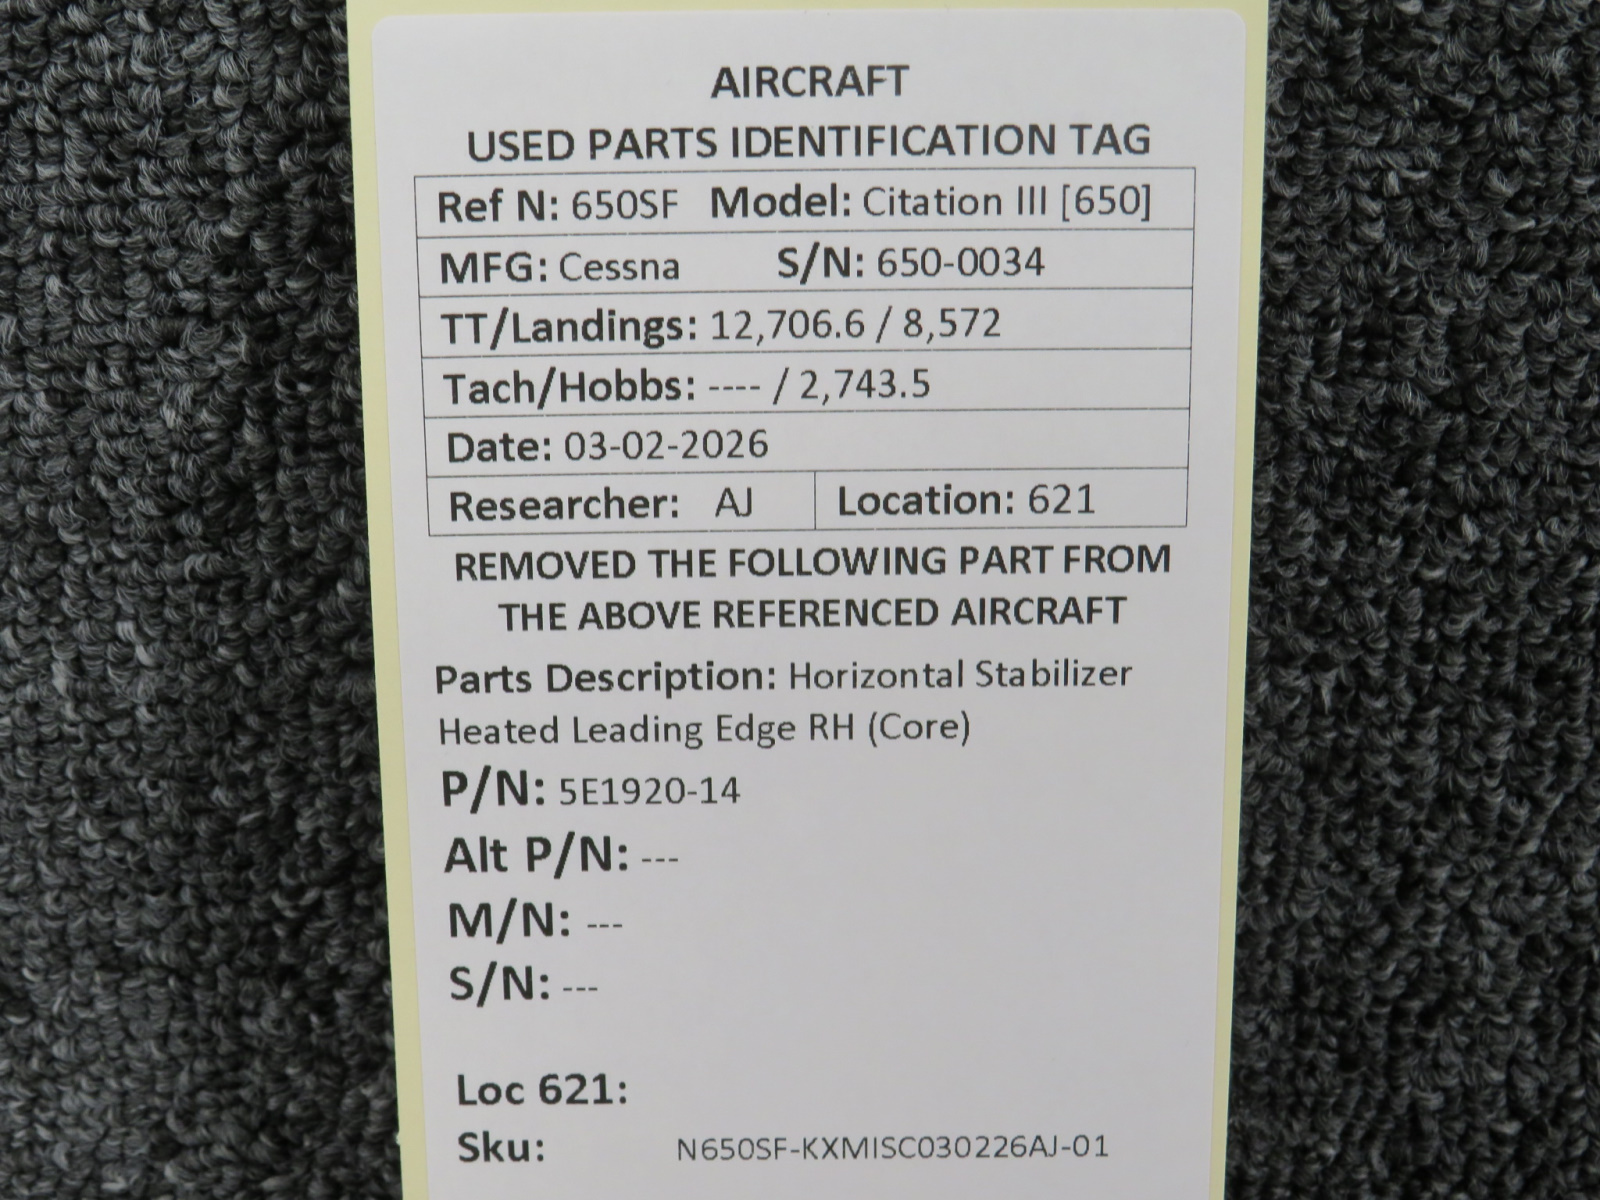 AIRCRAFT
USED PARTS IDENTIFICATION TAG
Ref N: 650SF Model: Citation III [650]
MFG: Cessna S/N: 650-0034
TT/Landings: 12,706.6 / 8,572
Tach/Hobbs: ---- / 2,743.5
Date: 03-02-2026
Researcher: AJ Location: 621
REMOVED THE FOLLOWING PART FROM
THE ABOVE REFERENCED AIRCRAFT
Parts Description: Horizontal Stabilizer
Heated Leading Edge RH (Core)
P/N: 5E1920-14
Alt P/N: ---
M/N: ---
S/N: ---
Loc 621:
Sku: N650SF-KXMISC030226AJ-01